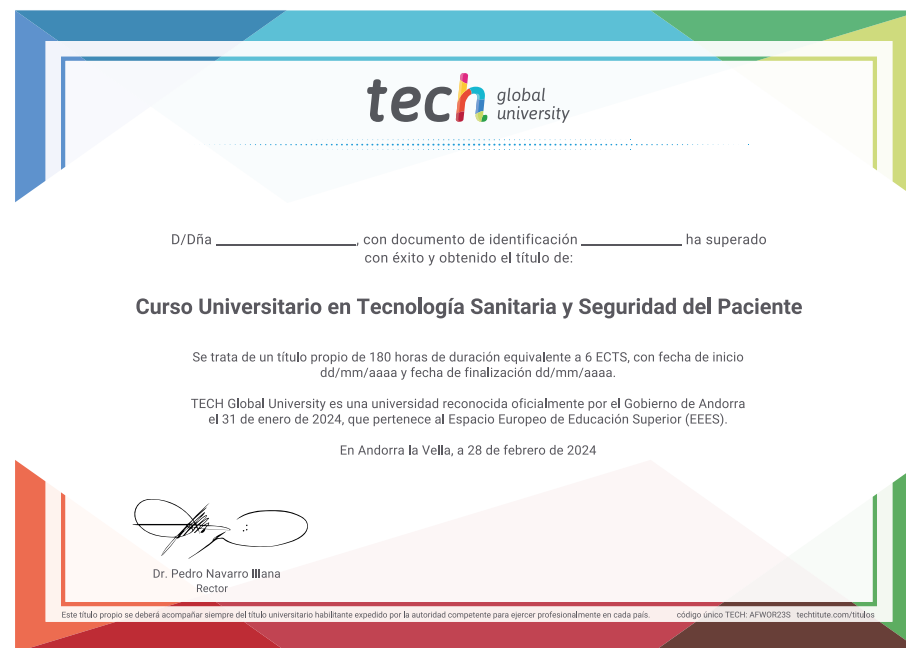 tech global university
D/Dña ____________________, con documento de identificación ______________ ha superado
con éxito y obtenido el título de:
Curso Universitario en Tecnología Sanitaria y Seguridad del Paciente
Se trata de un título propio de 180 horas de duración equivalente a 6 ECTS, con fecha de inicio
dd/mm/aaaa y fecha de finalización dd/mm/aaaa.
TECH Global University es una universidad reconocida oficialmente por el Gobierno de Andorra
el 31 de enero de 2024, que pertenece al Espacio Europeo de Educación Superior (EEES).
En Andorra la Vella, a 28 de febrero de 2024
Dr. Pedro Navarro Illana
Rector
Este título propio se deberá acompañar siempre del título universitario habilitante expedido por la autoridad competente para ejercer profesionalmente en cada país. código único TECH: AFWOR23S techtitute.com/titulos